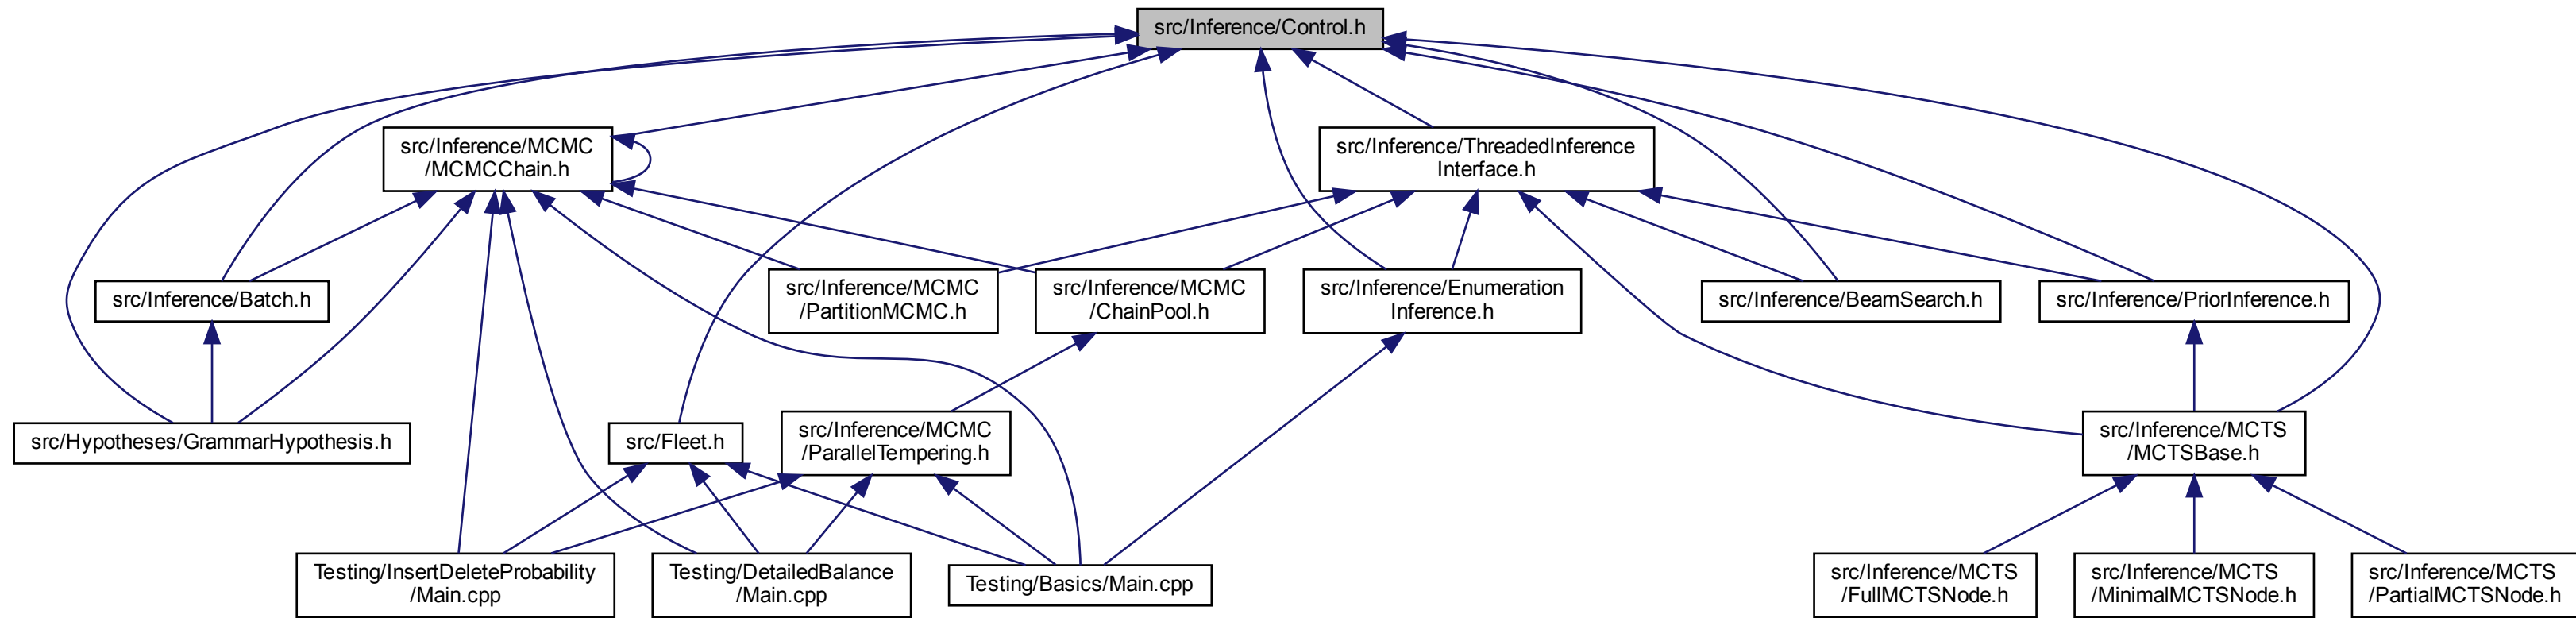 src/Inference/Control.h
src/Inference/MCMC
/MCMCChain.h
src/Inference/ThreadedInference
Interface.h
src/Inference/Batch.h
src/Inference/MCMC
/PartitionMCMC.h
src/Inference/MCMC
/ChainPool.h
src/Inference/Enumeration
Inference.h
src/Inference/BeamSearch.h
src/Inference/PriorInference.h
src/Hypotheses/GrammarHypothesis.h
src/Fleet.h
src/Inference/MCMC
/ParallelTempering.h
src/Inference/MCTS
/MCTSBase.h
Testing/InsertDeleteProbability
/Main.cpp
Testing/DetailedBalance
/Main.cpp
Testing/Basics/Main.cpp
src/Inference/MCTS
/FullMCTSNode.h
src/Inference/MCTS
/MinimalMCTSNode.h
src/Inference/MCTS
/PartialMCTSNode.h